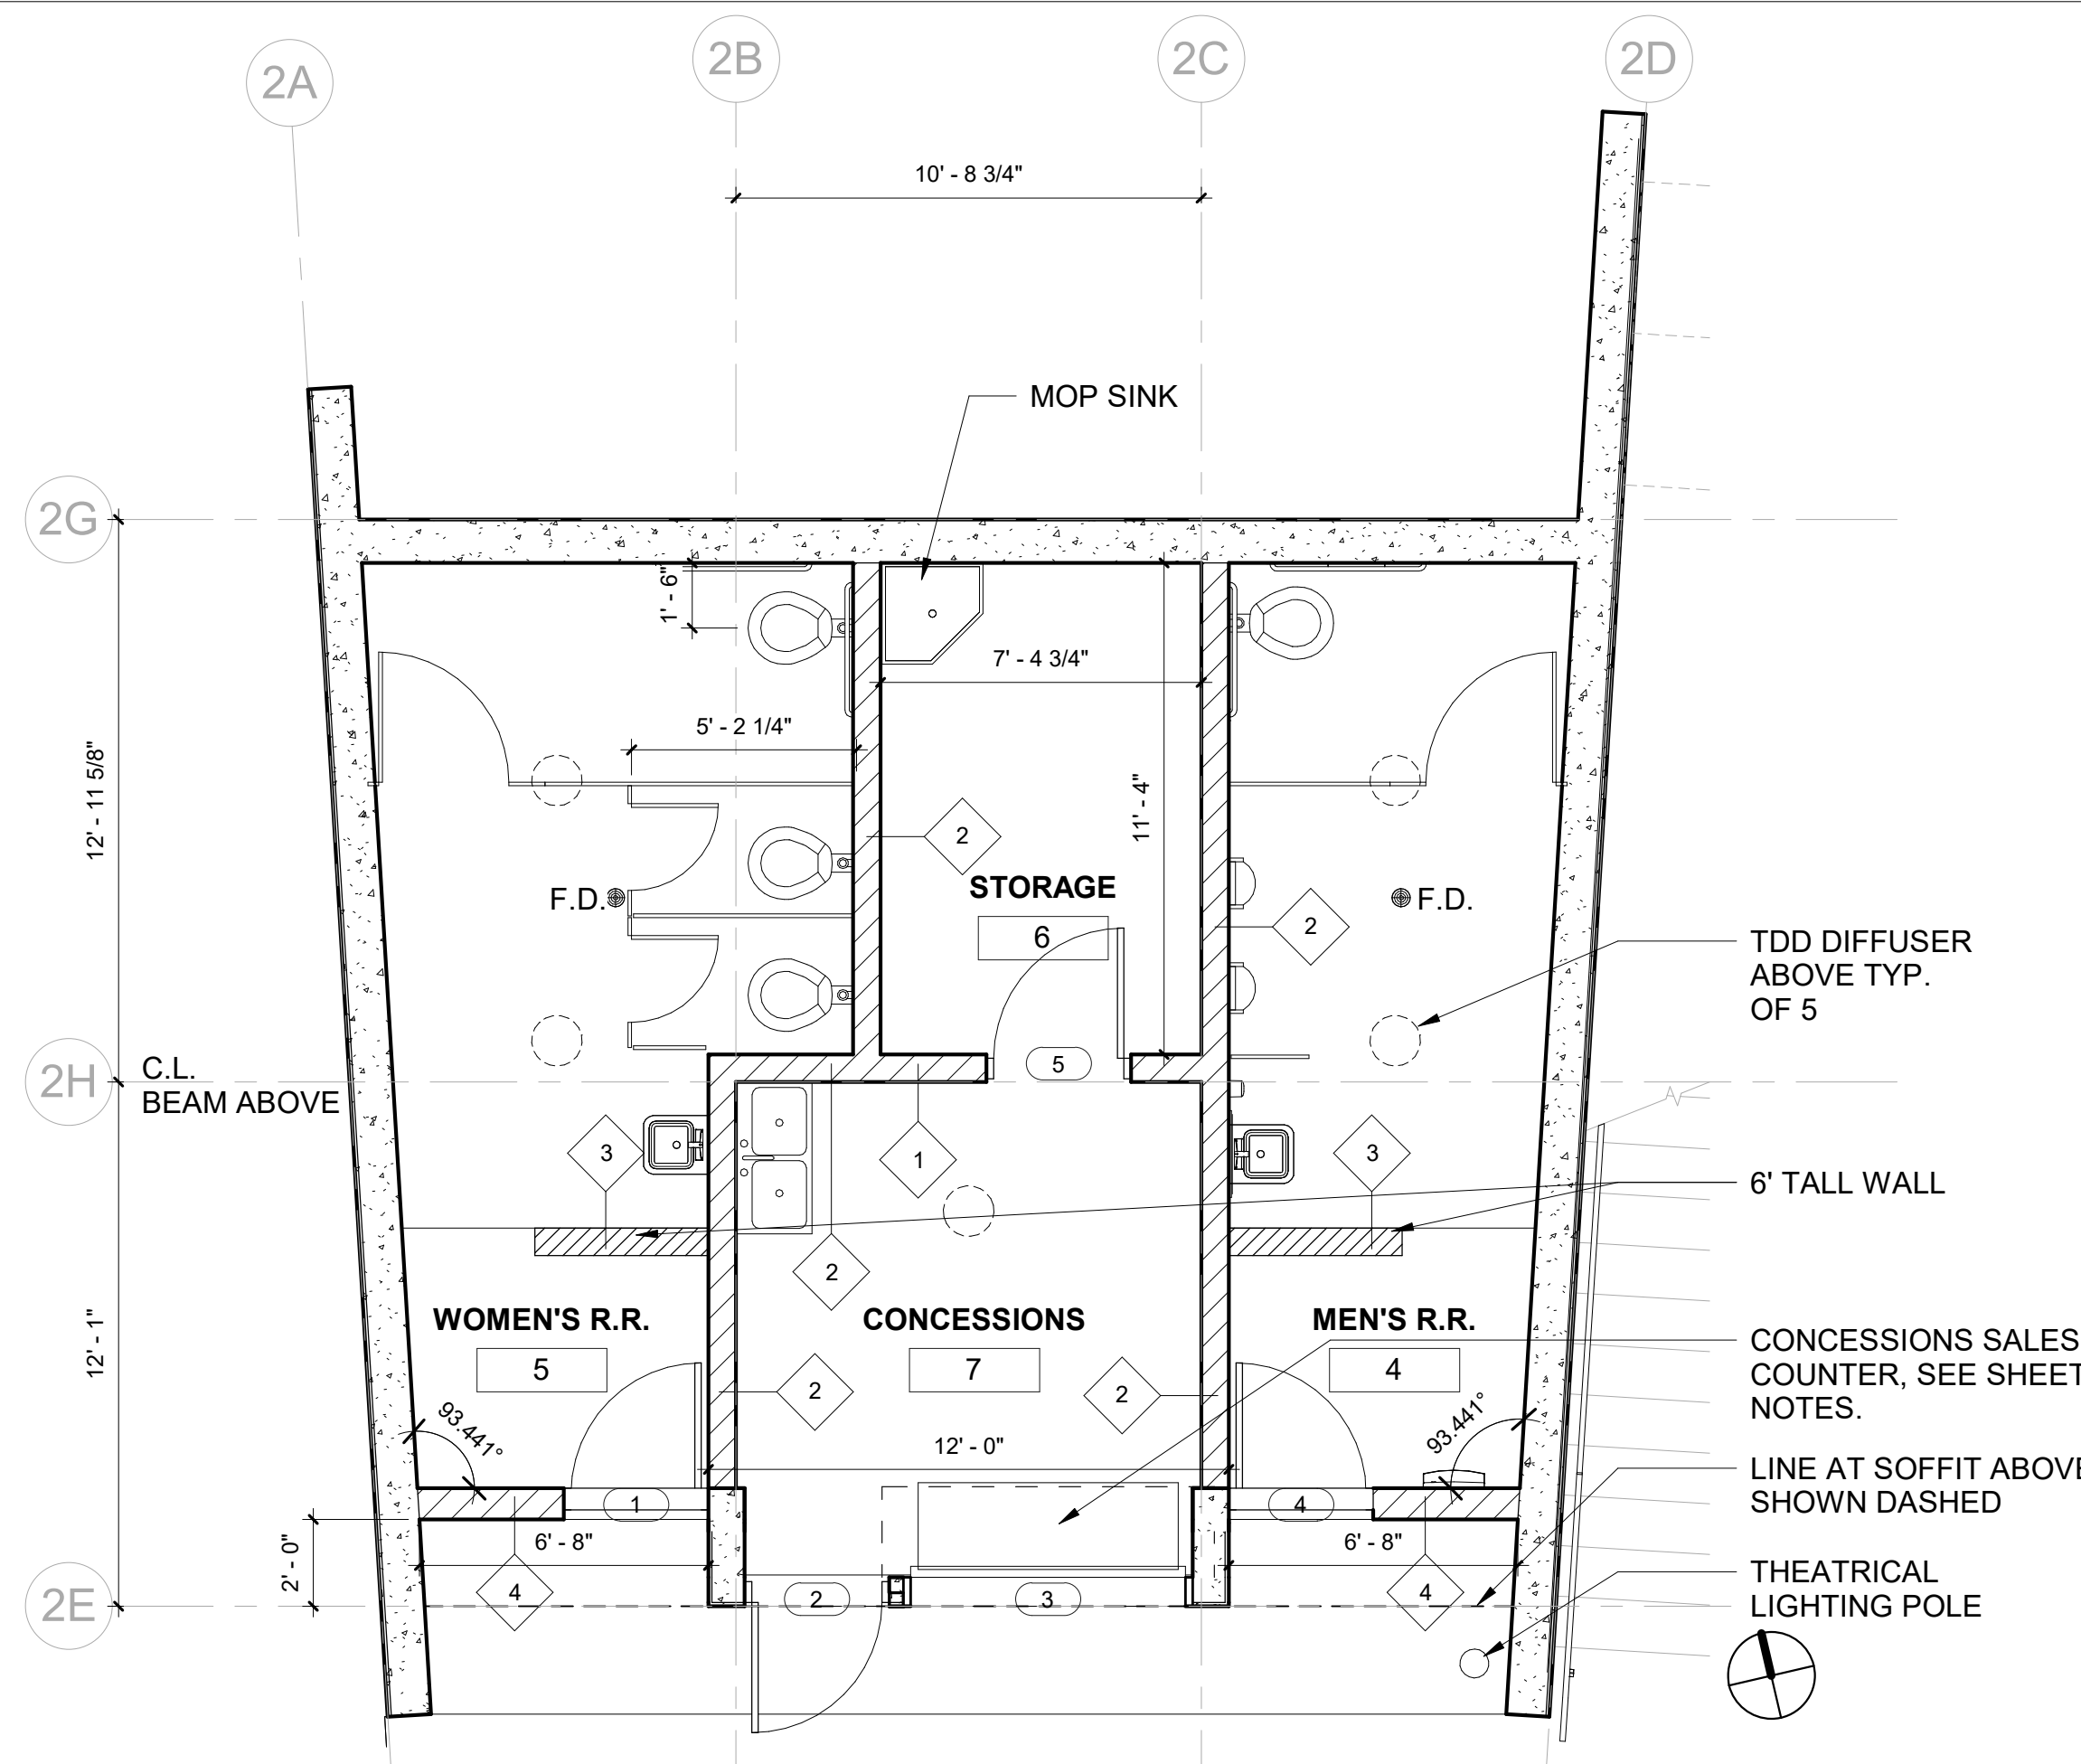 2A
2B
2C
2D
10' - 8 3/4"
MOP SINK
2G
1' - 6"
7' - 4 3/4"
5' - 2 1/4"
12' - 11 5/8"
11' - 4"
2
STORAGE
6
F.D.
F.D.
2
TDD DIFFUSER
ABOVE TYP.
OF 5
2H
C.L.
BEAM ABOVE
5
3
1
3
6' TALL WALL
2
WOMEN'S R.R.
5
CONCESSIONS
7
MEN'S R.R.
4
12' - 1"
2
2
CONCESSIONS SALES
COUNTER, SEE SHEET
NOTES.
93.441°
93.441°
12' - 0"
LINE AT SOFFIT ABOVE
SHOWN DASHED
1
4
6' - 8"
6' - 8"
2' - 0"
4
2
3
4
THEATRICAL
LIGHTING POLE
2E